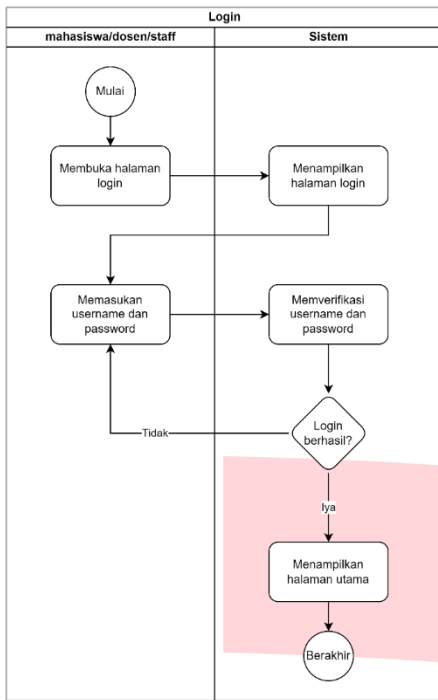 Login
mahasiswa/dosen/staff
Sistem
Mulai
Membuka halaman
login
Menampilkan
halaman login
Memasukan
username dan
password
Memverifikasi
username dan
password
Login
berhasil?
Tidak
Iya
Menampilkan
halaman utama
Berakhir